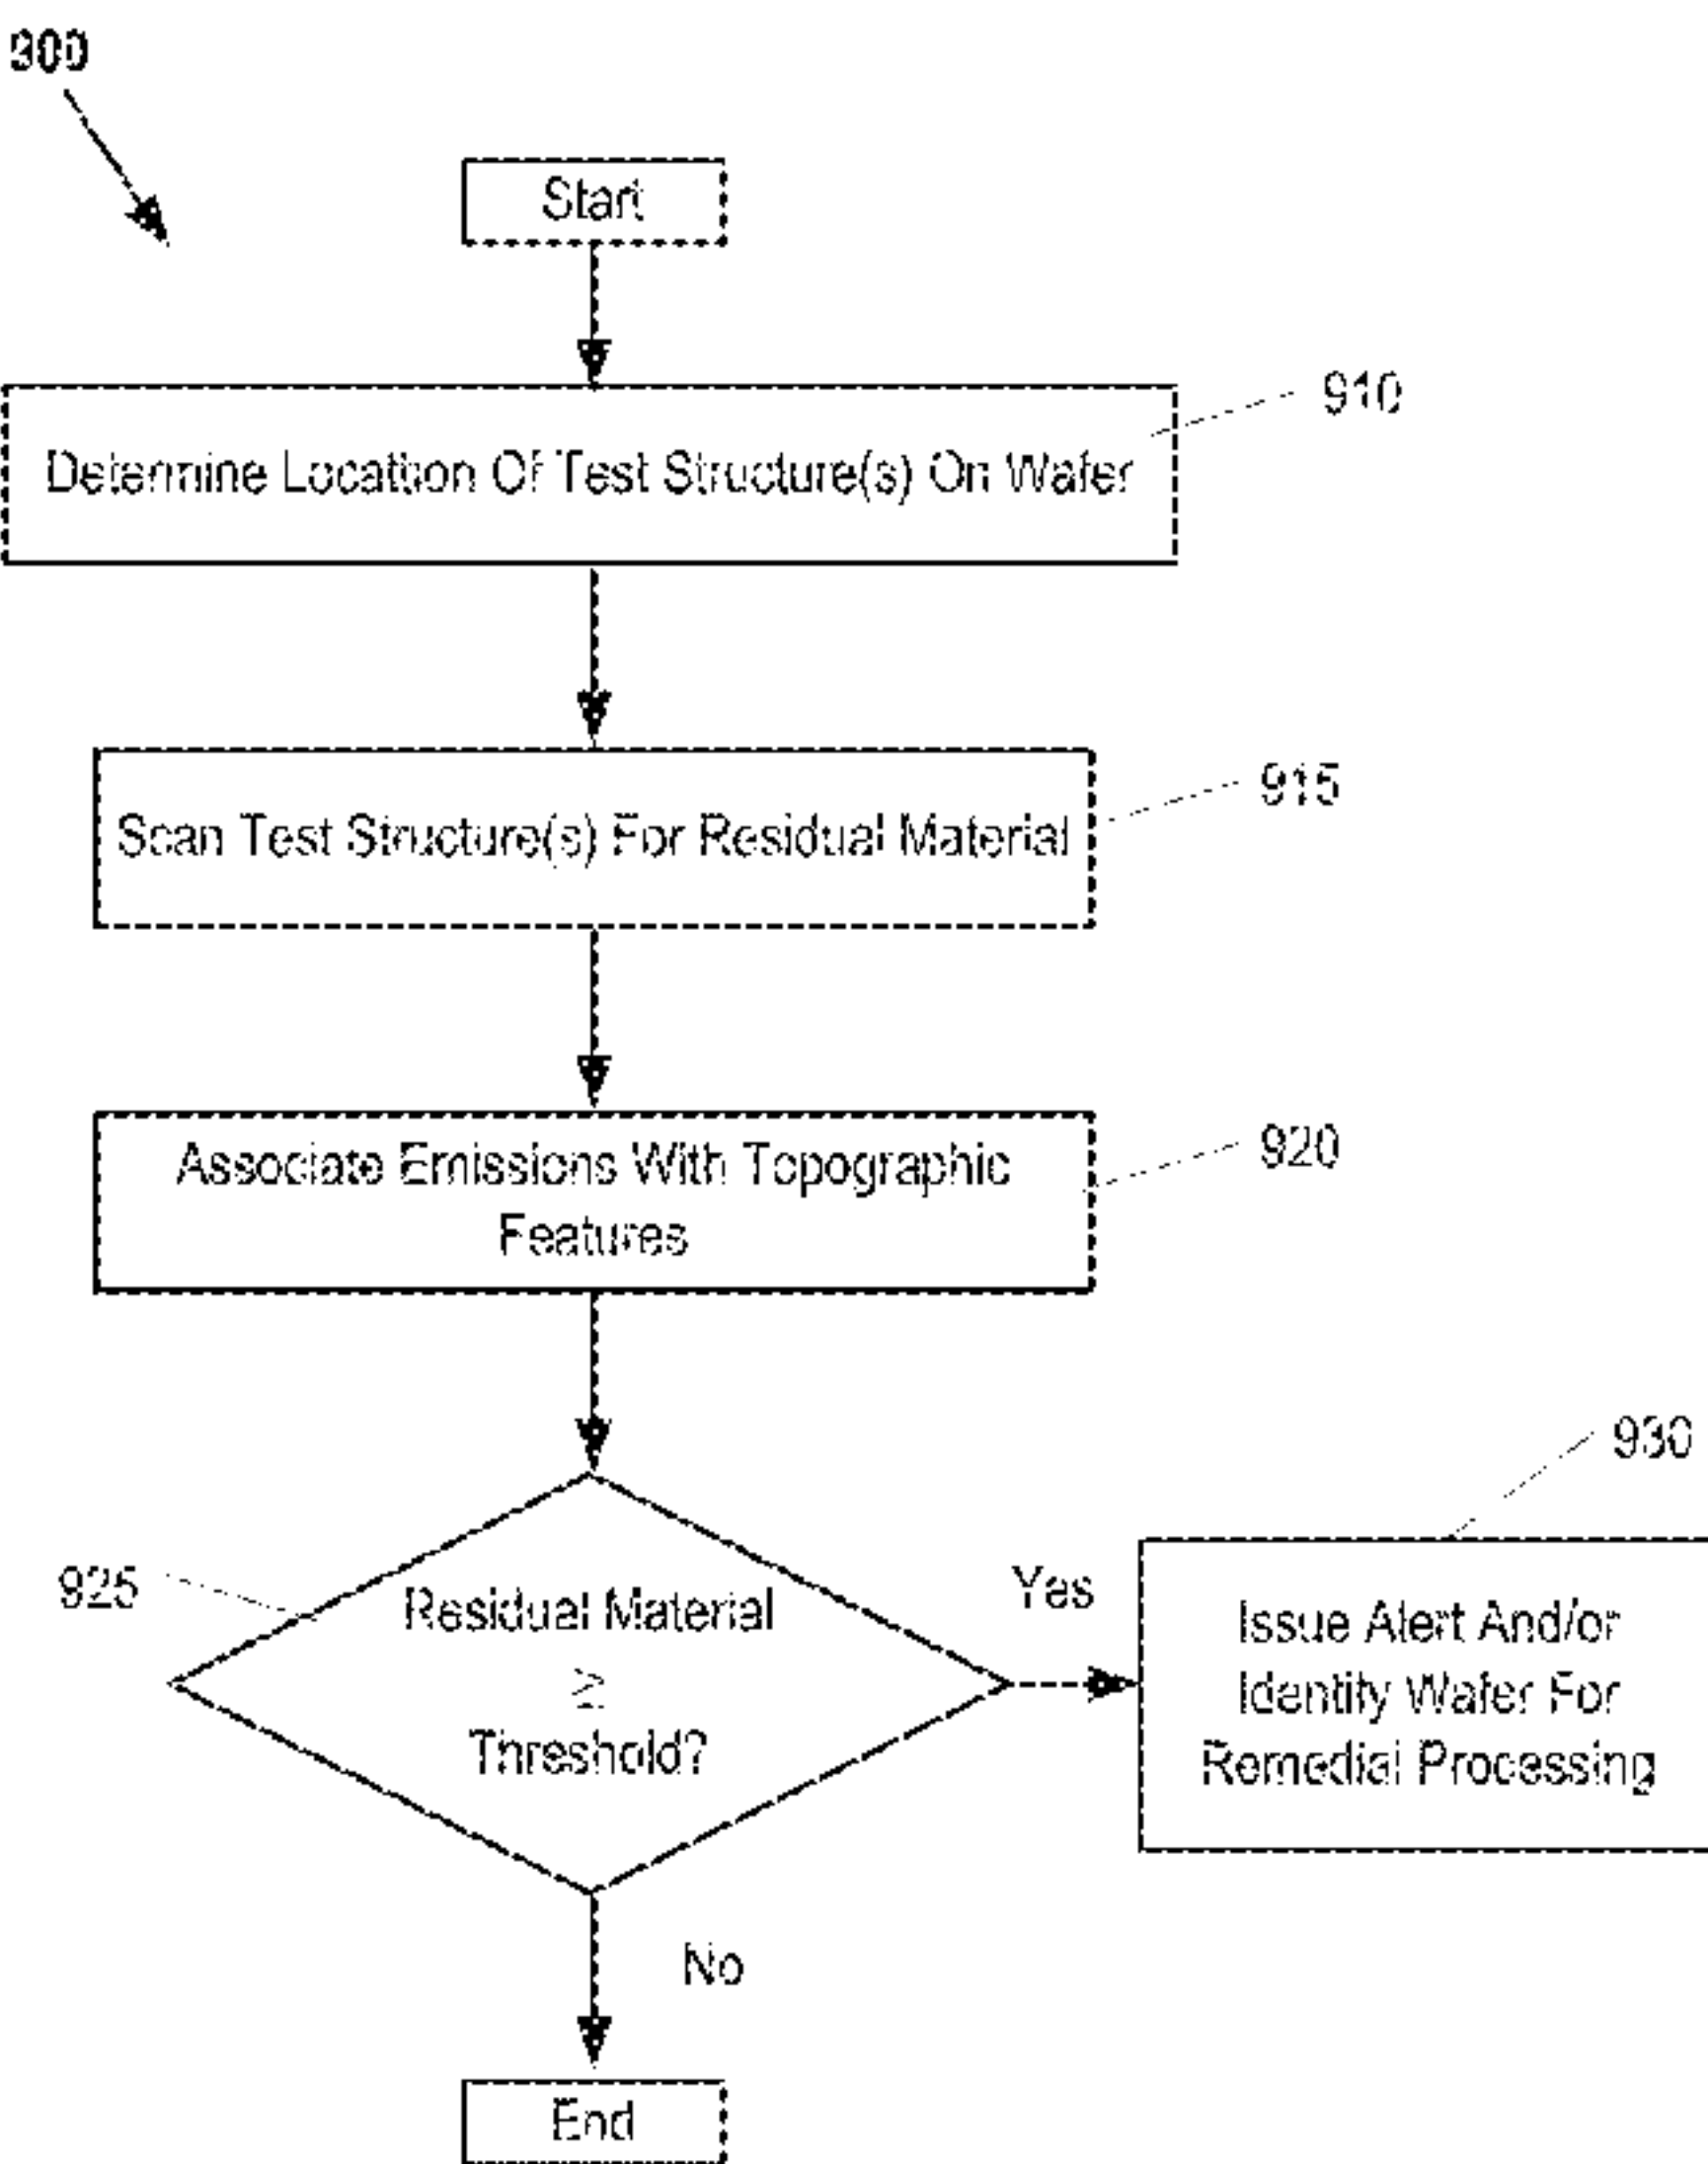 900
Start
Determine Location Of Test Structure(s) On Wafer
910
Scan Test Structure(s) For Residual Material
915
Associate Emissions With Topographic
Features
920
925
Residual Material
≥
Threshold?
Yes
930
Issue Alert And/or
Identify Wafer For
Remedial Processing
No
End